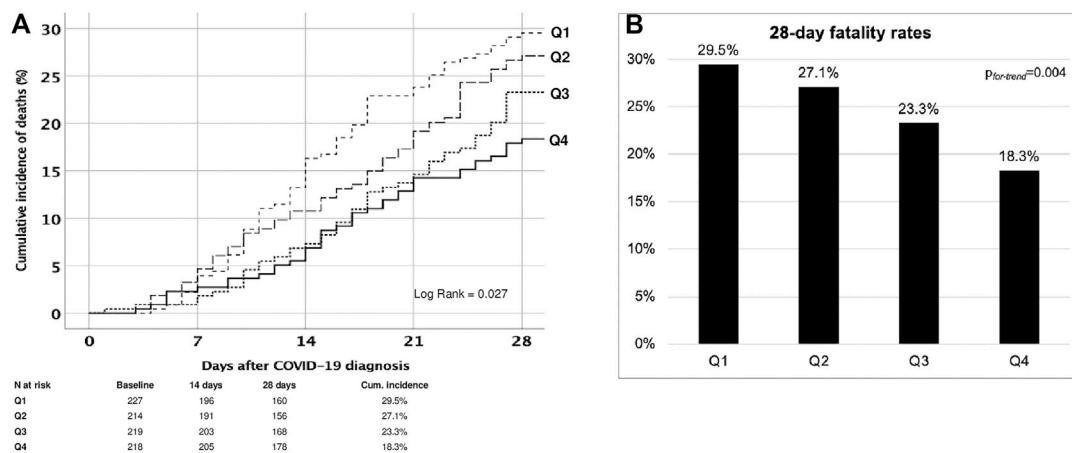 A
30
25
20
15
10
5
0
Cumulative incidence of deaths (%)
Q1
Q2
Q3
Q4
Log Rank = 0.027
0 7 14 21 28
Days after COVID-19 diagnosis
N at risk Baseline 14 days 28 days Cum. incidence
Q1 227 196 160 29.5%
Q2 214 191 156 27.1%
Q3 219 203 168 23.3%
Q4 218 205 178 18.3%
B
28-day fatality rates
30%
25%
20%
15%
10%
5%
0%
29.5%
27.1%
23.3%
18.3%
pfor-trend=0.004
Q1 Q2 Q3 Q4